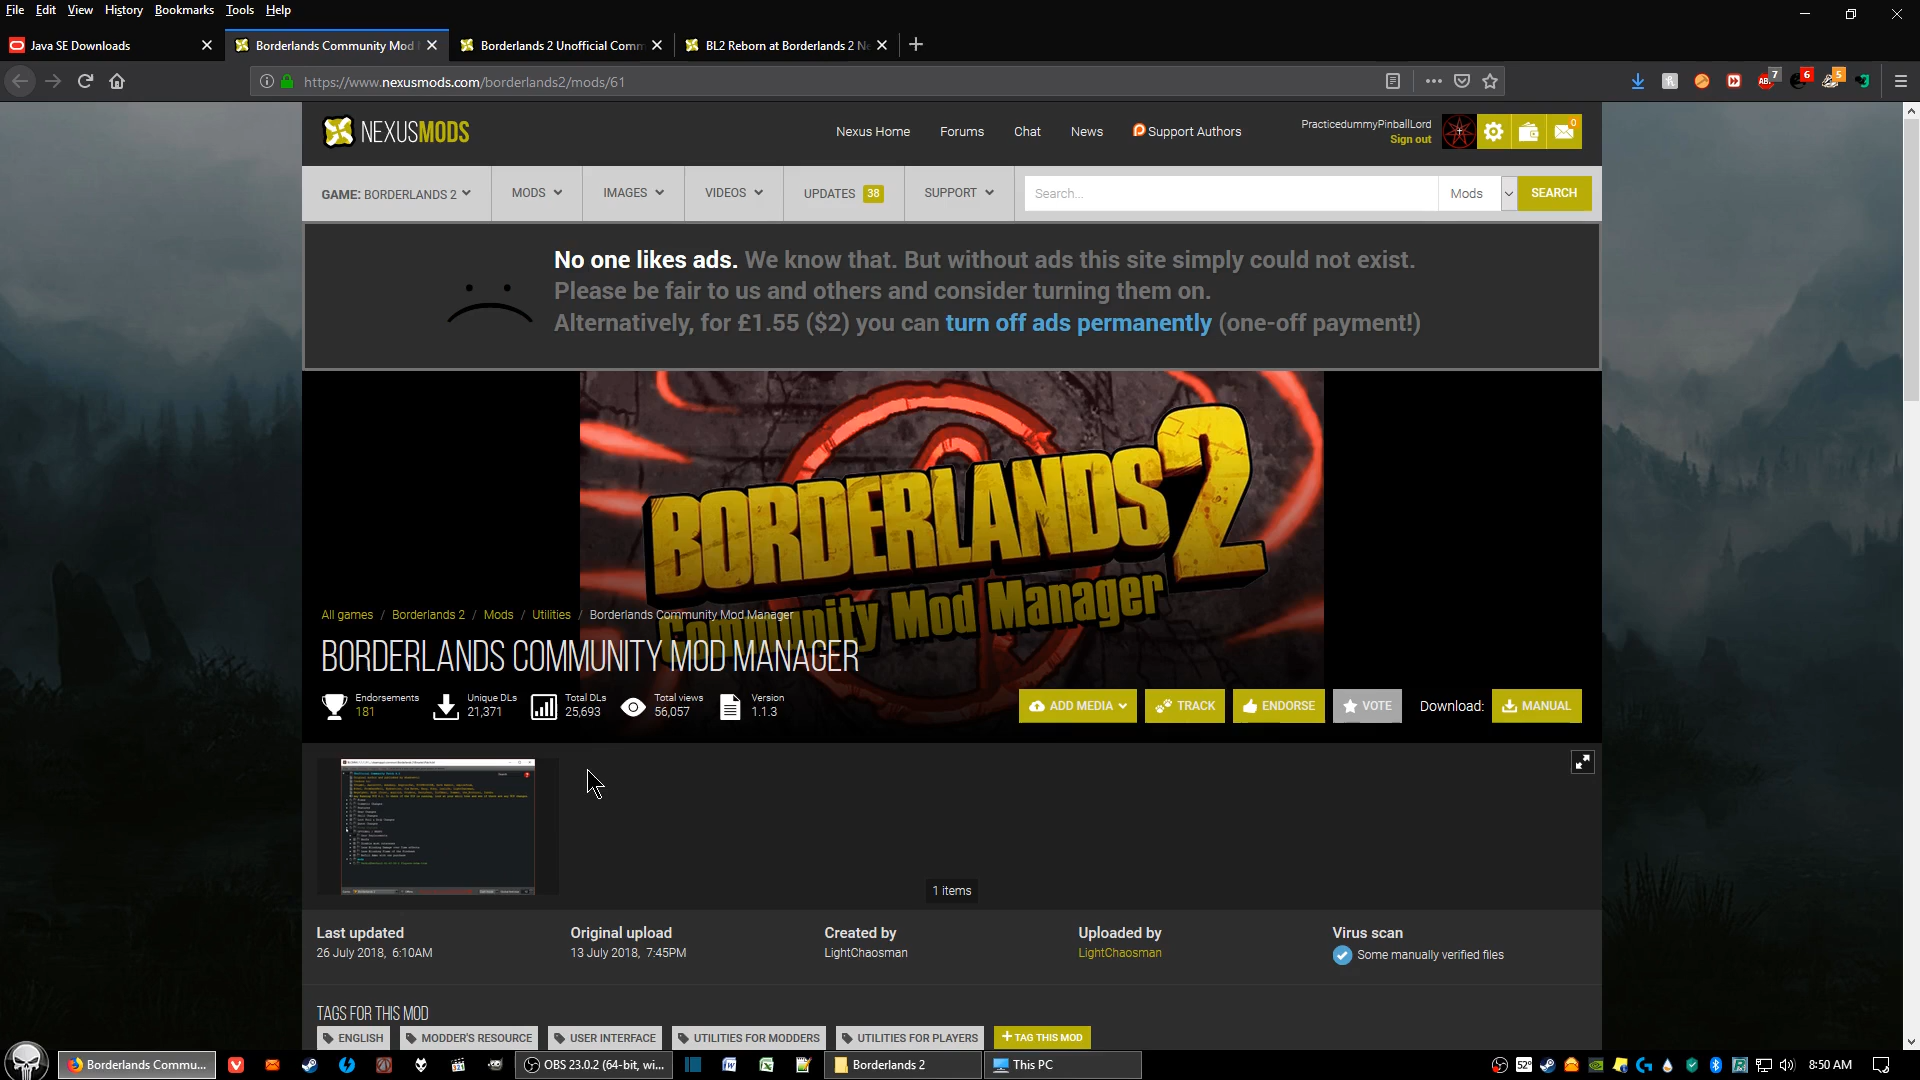 File Edit View History Bookmarks Tools Help
Java SE Downloads
Borderlands Community Mod
Borderlands 2 Unofficial Comm
BL2 Reborn at Borderlands 2 Ne
https://www.nexusmods.com/borderlands2/mods/61
7 6 5
NEXUSMODS
Nexus Home Forums Chat News Support Authors
PracticedummyPinballLord
Sign out
0
GAME: BORDERLANDS 2 MODS IMAGES VIDEOS UPDATES 38 SUPPORT
Search... Mods SEARCH
No one likes ads. We know that. But without ads this site simply could not exist.
Please be fair to us and others and consider turning them on.
Alternatively, for £1.55 ($2) you can turn off ads permanently (one-off payment!)
BORDERLANDS 2
Community Mod Manager
All games / Borderlands 2 / Mods / Utilities / Borderlands Community Mod Manager
BORDERLANDS COMMUNITY MOD MANAGER
Endorsements
181
Unique DLs
21,371
Total DLs
25,693
Total views
56,057
Version
1.1.3
ADD MEDIA TRACK ENDORSE VOTE Download: MANUAL
1 items
Last updated
26 July 2018, 6:10AM
Original upload
13 July 2018, 7:45PM
Created by
LightChaosman
Uploaded by
LightChaosman
Virus scan
Some manually verified files
TAGS FOR THIS MOD
ENGLISH MODDER'S RESOURCE USER INTERFACE UTILITIES FOR MODDERS UTILITIES FOR PLAYERS + TAG THIS MOD
Borderlands Commu... OBS 23.0.2 (64-bit, wi... Borderlands 2 This PC 52° 8:50 AM